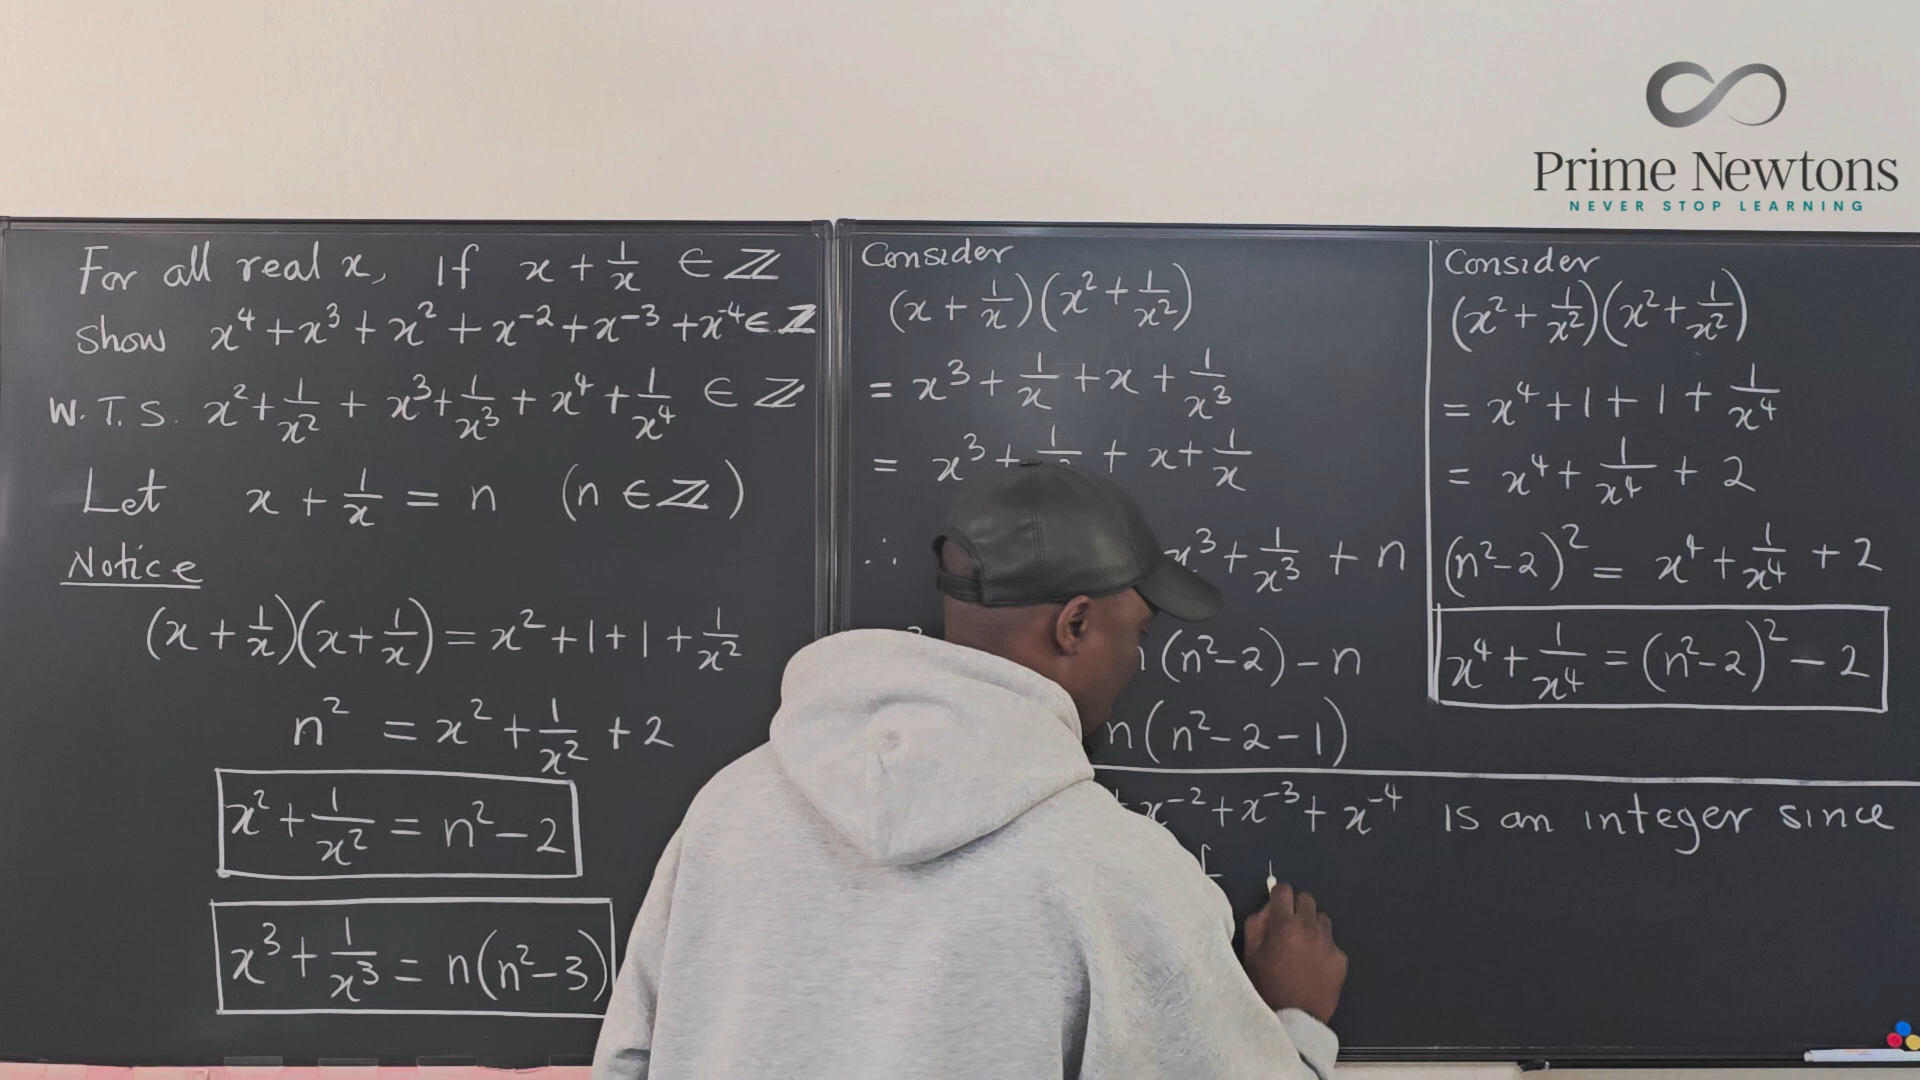 Prime Newtons
NEVER STOP LEARNING
For all real x, If x + 1/x ∈ ℤ
show x⁴ + x³ + x² + x⁻² + x⁻³ + x⁻⁴ ∈ ℤ
W.T.S. x² + 1/x² + x³ + 1/x³ + x⁴ + 1/x⁴ ∈ ℤ
Let x + 1/x = n (n ∈ ℤ)
Notice
(x + 1/x)(x + 1/x) = x² + 1 + 1 + 1/x²
n² = x² + 1/x² + 2
x² + 1/x² = n² - 2
x³ + 1/x³ = n(n² - 3)
Consider
(x + 1/x)(x² + 1/x²)
= x³ + 1/x + x + 1/x³
= x³ + 1/ + x + 1/x
∴ x³ + 1/x³ + n
n(n² - 2) - n
n(n² - 2 - 1)
Consider
(x² + 1/x²)(x² + 1/x²)
= x⁴ + 1 + 1 + 1/x⁴
= x⁴ + 1/x⁴ + 2
(n² - 2)² = x⁴ + 1/x⁴ + 2
x⁴ + 1/x⁴ = (n² - 2)² - 2
+ x⁻² + x⁻³ + x⁻⁴ is an integer since